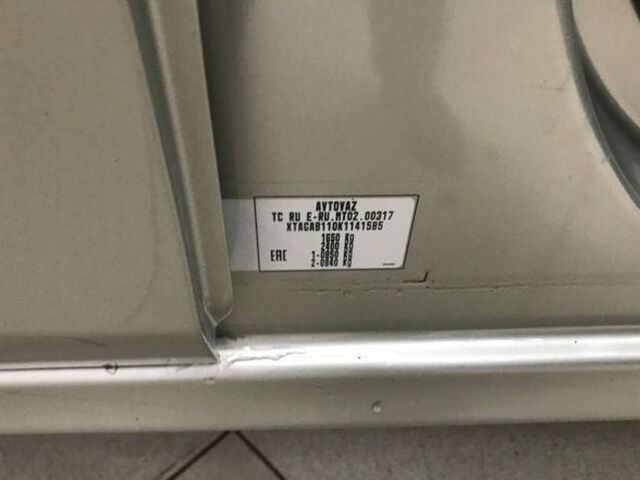 AVTOVAZ
TC RU E-RU.MT02.00317
XTAGAB110K1141585
1650 Kg
2400 Kg
EAC 1-0850 Kg
2-0840 Kg